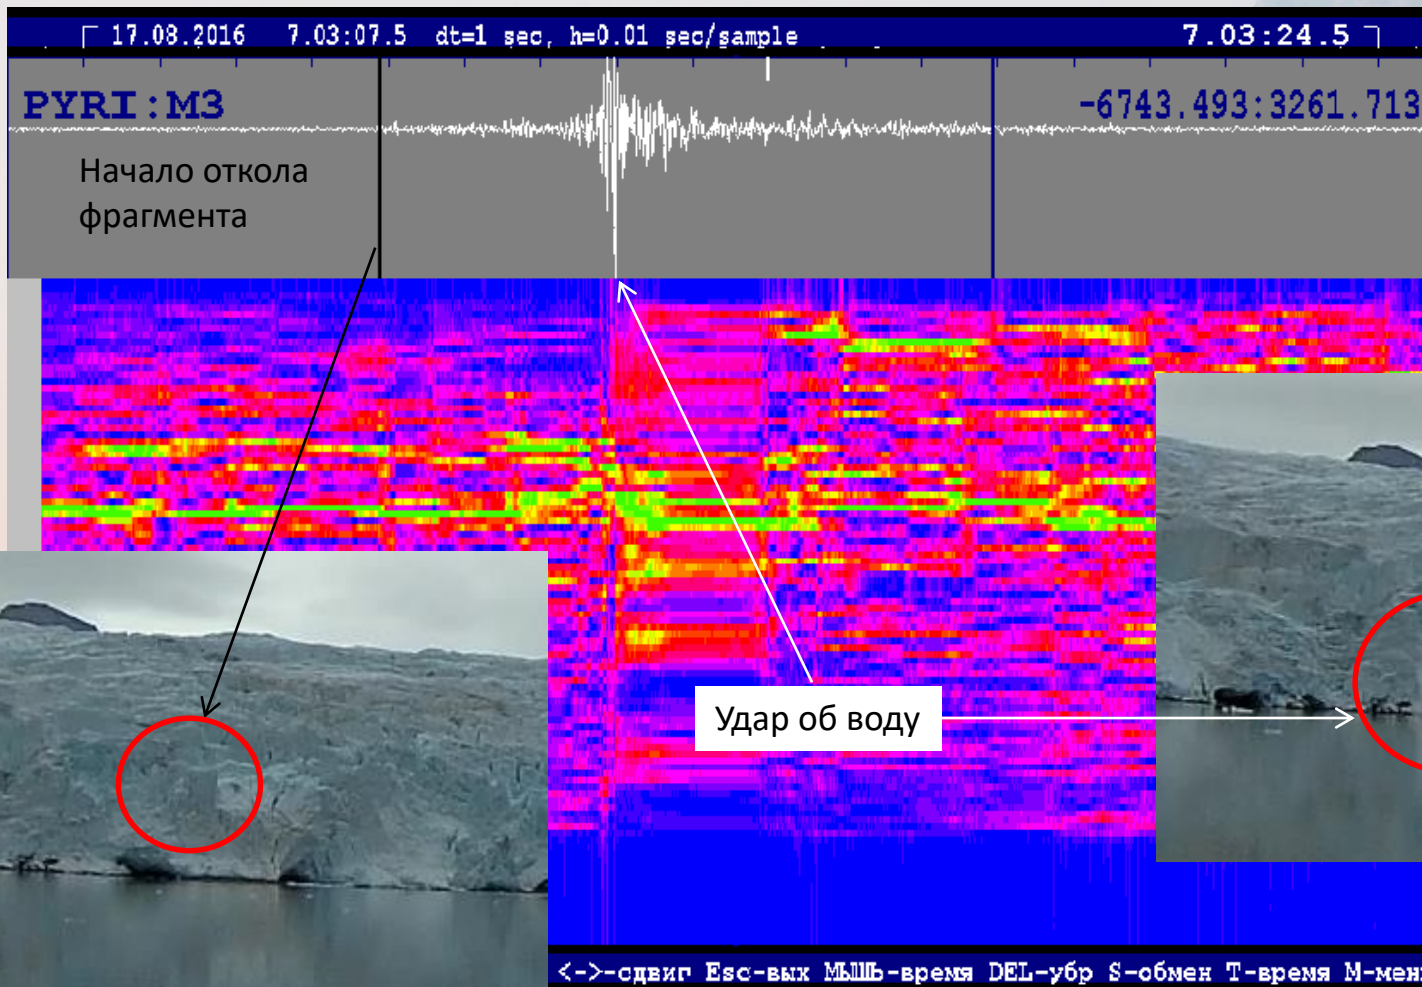 17.08.2016 7.03:07.5 dt=1 sec, h=0.01 sec/sample 7.03:24.5
PYRI:M3 -6743.493:3261.713
Начало откола
фрагмента
Удар об воду
<->-сдвиг Esc-вых МЫШЬ-время DEL-убр S-обмен T-время M-мен